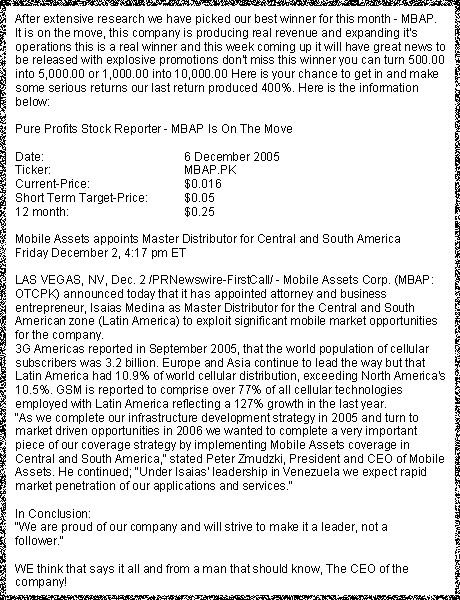 After extensive research we have picked our best winner for this month - MBAP.
It is on the move, this company is producing real revenue and expanding it's
operations this is a real winner and this week coming up it will have great news to
be released with explosive promotions don't miss this winner you can turn 500.00
into 5,000.00 or 1,000.00 into 10,000.00 Here is your chance to get in and make
some serious returns our last return produced 400%. Here is the information
below:
Pure Profits Stock Reporter - MBAP Is On The Move
Date: 6 December 2005
Ticker: MBAP.PK
Current-Price: $0.016
Short Term Target-Price: $0.05
12 month: $0.25
Mobile Assets appoints Master Distributor for Central and South America
Friday December 2, 4:17 pm ET
LAS VEGAS, NV, Dec. 2 /PRNewswire-FirstCall/ - Mobile Assets Corp. (MBAP:
OTCPK) announced today that it has appointed attorney and business
entrepreneur, Isaias Medina as Master Distributor for the Central and South
American zone (Latin America) to exploit significant mobile market opportunities
for the company.
3G Americas reported in September 2005, that the world population of cellular
subscribers was 3.2 billion. Europe and Asia continue to lead the way but that
Latin America had 10.9% of world cellular distribution, exceeding North America's
10.5%. GSM is reported to comprise over 77% of all cellular technologies
employed with Latin America reflecting a 127% growth in the last year.
"As we complete our infrastructure development strategy in 2005 and turn to
market driven opportunities in 2006 we wanted to complete a very important
piece of our coverage strategy by implementing Mobile Assets coverage in
Central and South America," stated Peter Zmudzki, President and CEO of Mobile
Assets. He continued; "Under Isaias' leadership in Venezuela we expect rapid
market penetration of our applications and services."
In Conclusion:
"We are proud of our company and will strive to make it a leader, not a
follower."
WE think that says it all and from a man that should know, The CEO of the
company!